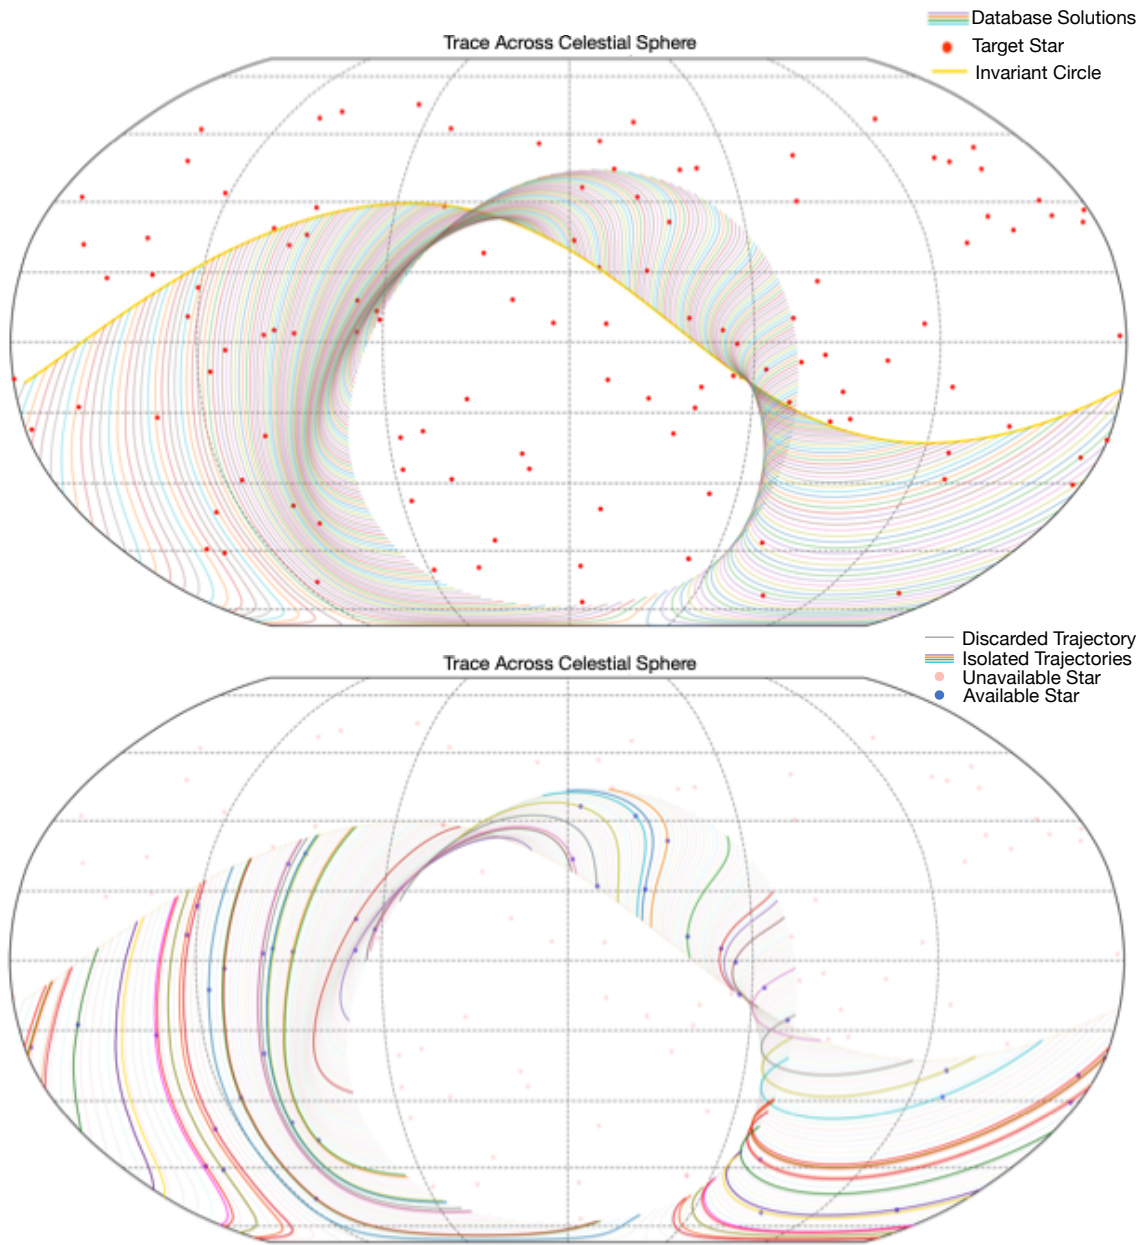 Database Solutions
Trace Across Celestial Sphere
Target Star
Invariant Circle
Discarded Trajectory
Isolated Trajectories
Trace Across Celestial Sphere
Unavailable Star
Available Star